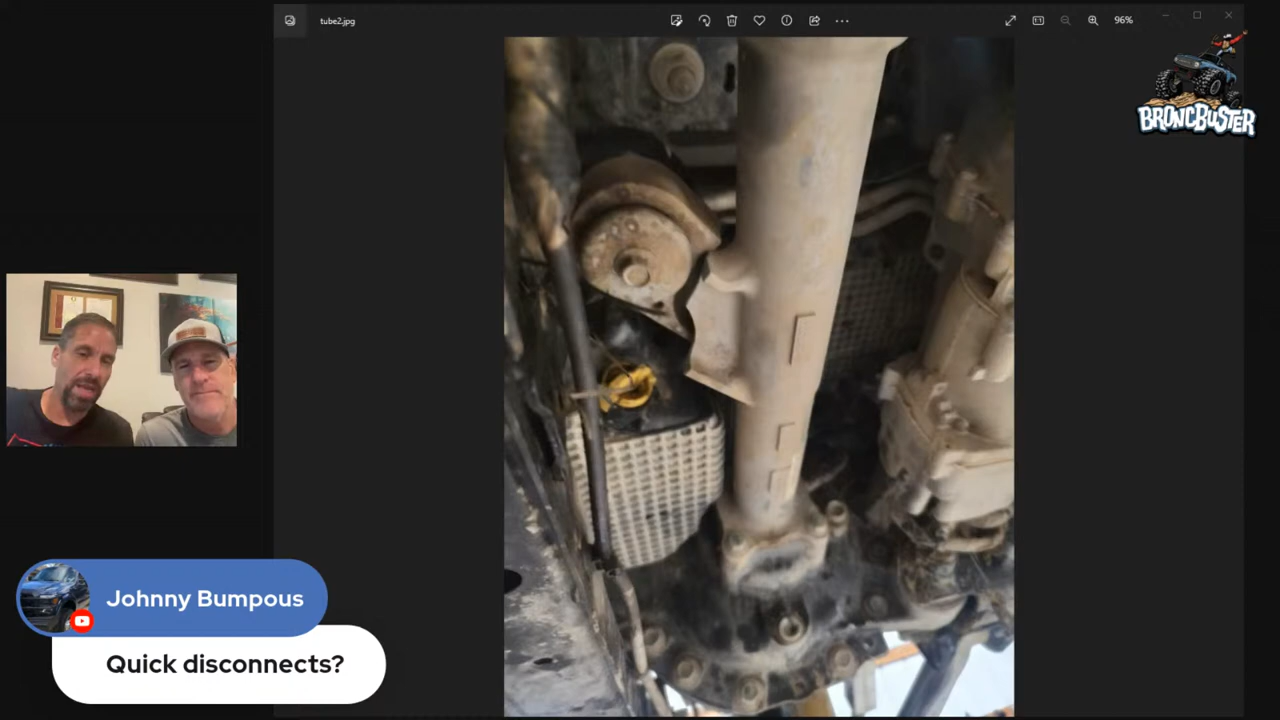 tube2.jpg
96%
BRONCBUSTER
Johnny Bumpous
Quick disconnects?